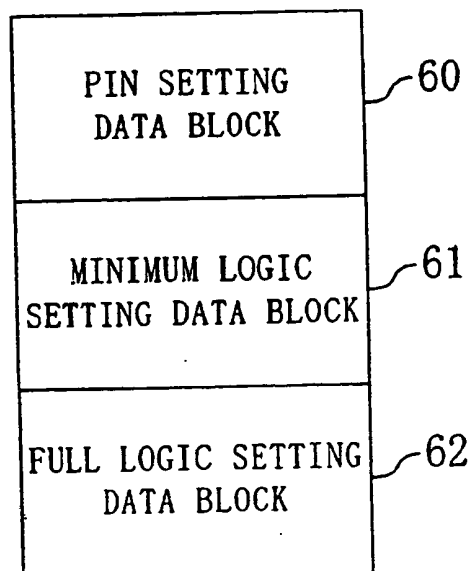 PIN SETTING
DATA BLOCK
60
MINIMUM LOGIC
SETTING DATA BLOCK
61
FULL LOGIC SETTING
DATA BLOCK
62